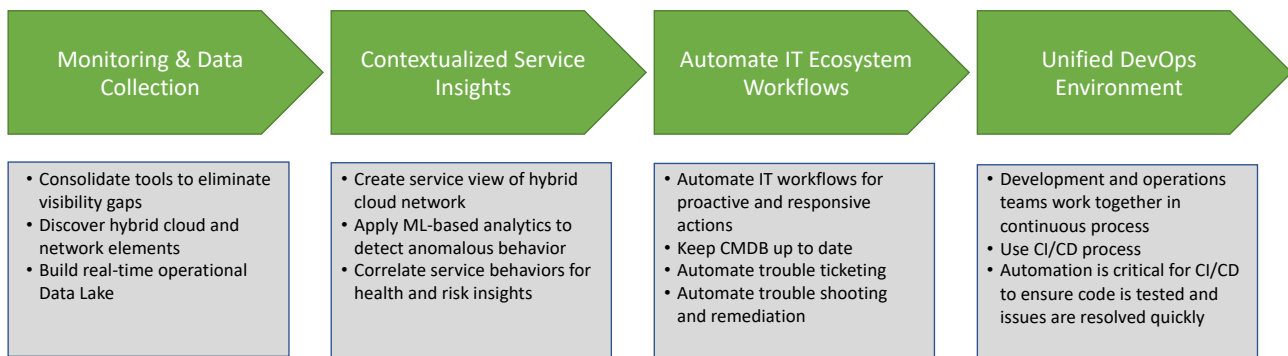 Monitoring & Data
Collection
Contextualized Service
Insights
Automate IT Ecosystem
Workflows
Unified DevOps
Environment
• Consolidate tools to eliminate
visibility gaps
• Discover hybrid cloud and
network elements
• Build real-time operational
Data Lake
• Create service view of hybrid
cloud network
• Apply ML-based analytics to
detect anomalous behavior
• Correlate service behaviors for
health and risk insights
• Automate IT workflows for
proactive and responsive
actions
• Keep CMDB up to date
• Automate trouble ticketing
• Automate trouble shooting
and remediation
• Development and operations
teams work together in
continuous process
• Use CI/CD process
• Automation is critical for CI/CD
to ensure code is tested and
issues are resolved quickly